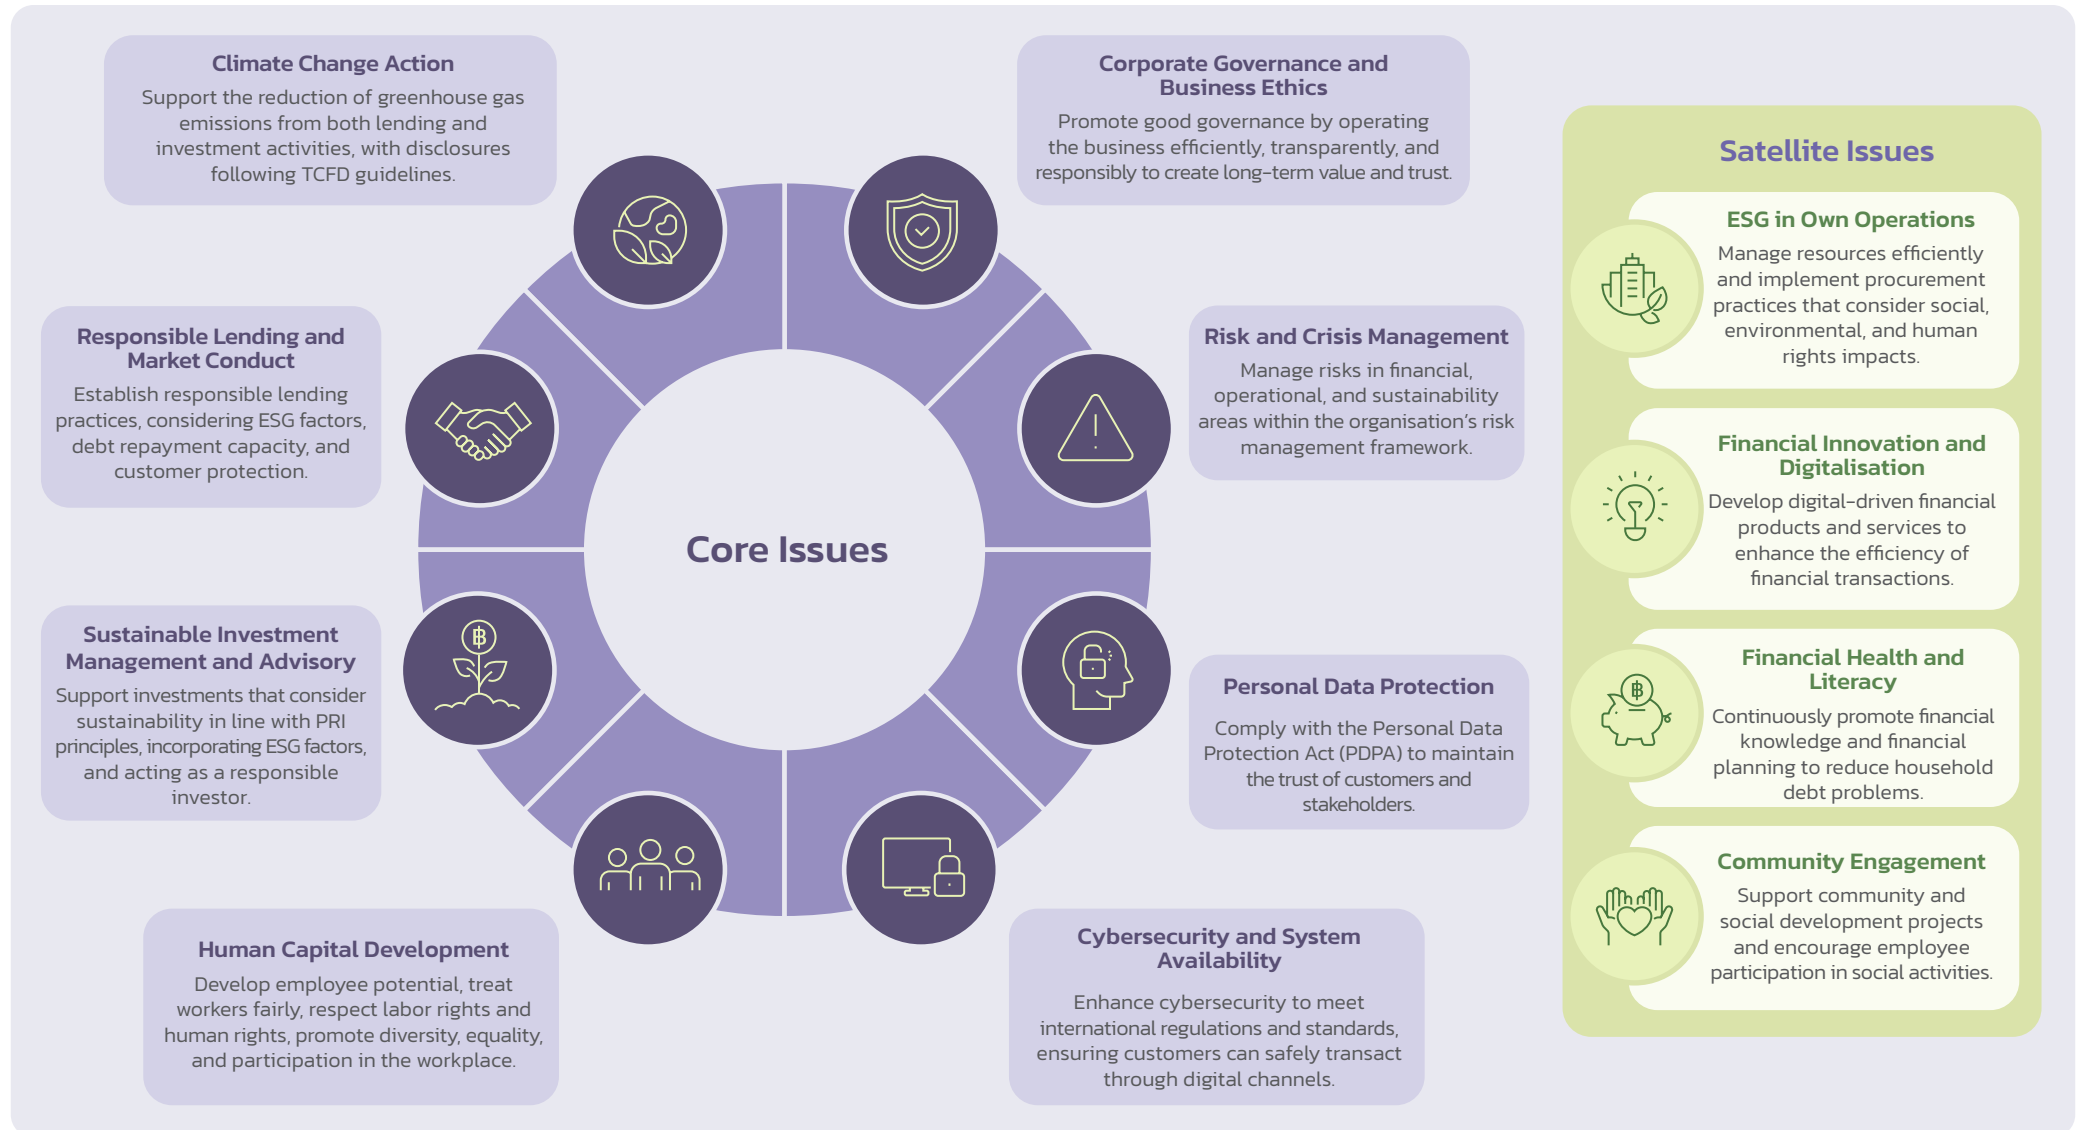 Climate Change Action
Support the reduction of greenhouse gas
emissions from both lending and
investment activities, with disclosures
following TCFD guidelines.
Corporate Governance and
Business Ethics
Promote good governance by operating
the business efficiently, transparently, and
responsibly to create long-term value and trust.
Responsible Lending and
Market Conduct
Establish responsible lending
practices, considering ESG factors,
debt repayment capacity, and
customer protection.
Risk and Crisis Management
Manage risks in financial,
operational, and sustainability
areas within the organisation's risk
management framework.
Core Issues
Sustainable Investment
Management and Advisory
Support investments that consider
sustainability in line with PRI
principles, incorporating ESG factors,
and acting as a responsible
investor.
Personal Data Protection
Comply with the Personal Data
Protection Act (PDPA) to maintain
the trust of customers and
stakeholders.
Human Capital Development
Develop employee potential, treat
workers fairly, respect labor rights and
human rights, promote diversity, equality,
and participation in the workplace.
Cybersecurity and System
Availability
Enhance cybersecurity to meet
international regulations and standards,
ensuring customers can safely transact
through digital channels.
Satellite Issues
ESG in Own Operations
Manage resources efficiently
and implement procurement
practices that consider social,
environmental, and human
rights impacts.
Financial Innovation and
Digitalisation
Develop digital-driven financial
products and services to
enhance the efficiency of
financial transactions.
Financial Health and
Literacy
Continuously promote financial
knowledge and financial
planning to reduce household
debt problems.
Community Engagement
Support community and
social development projects
and encourage employee
participation in social activities.